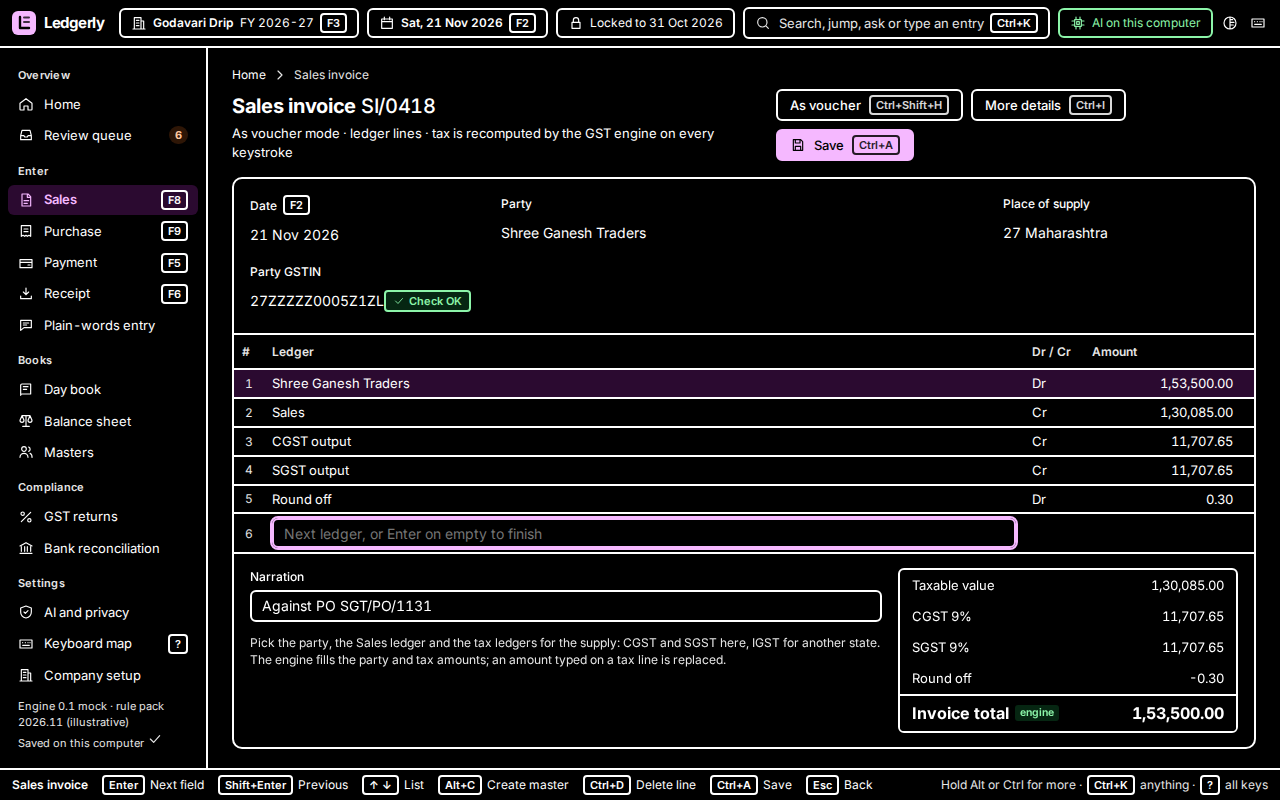 Ledgerly
Godavari Drip FY 2026-27 F3
Sat, 21 Nov 2026 F2
Locked to 31 Oct 2026
Search, jump, ask or type an entry Ctrl+K
AI on this computer
Overview
Home
Review queue 6
Enter
Sales F8
Purchase F9
Payment F5
Receipt F6
Plain-words entry
Books
Day book
Balance sheet
Masters
Compliance
GST returns
Bank reconciliation
Settings
AI and privacy
Keyboard map ?
Company setup
Engine 0.1 mock · rule pack
2026.11 (illustrative)
Saved on this computer
Home > Sales invoice
Sales invoice SI/0418
As voucher mode · ledger lines · tax is recomputed by the GST engine on every
keystroke
As voucher Ctrl+Shift+H
More details Ctrl+I
Save Ctrl+A
Date F2
21 Nov 2026
Party
Shree Ganesh Traders
Place of supply
27 Maharashtra
Party GSTIN
27ZZZZZ0005Z1ZL Check OK
# Ledger Dr / Cr Amount
1 Shree Ganesh Traders Dr 1,53,500.00
2 Sales Cr 1,30,085.00
3 CGST output Cr 11,707.65
4 SGST output Cr 11,707.65
5 Round off Dr 0.30
6 Next ledger, or Enter on empty to finish
Narration
Against PO SGT/PO/1131
Pick the party, the Sales ledger and the tax ledgers for the supply: CGST and SGST here, IGST for another state.
The engine fills the party and tax amounts; an amount typed on a tax line is replaced.
Taxable value 1,30,085.00
CGST 9% 11,707.65
SGST 9% 11,707.65
Round off -0.30
Invoice total engine 1,53,500.00
Sales invoice Enter Next field Shift+Enter Previous ↑ ↓ List Alt+C Create master Ctrl+D Delete line Ctrl+A Save Esc Back Hold Alt or Ctrl for more · Ctrl+K anything · ? all keys